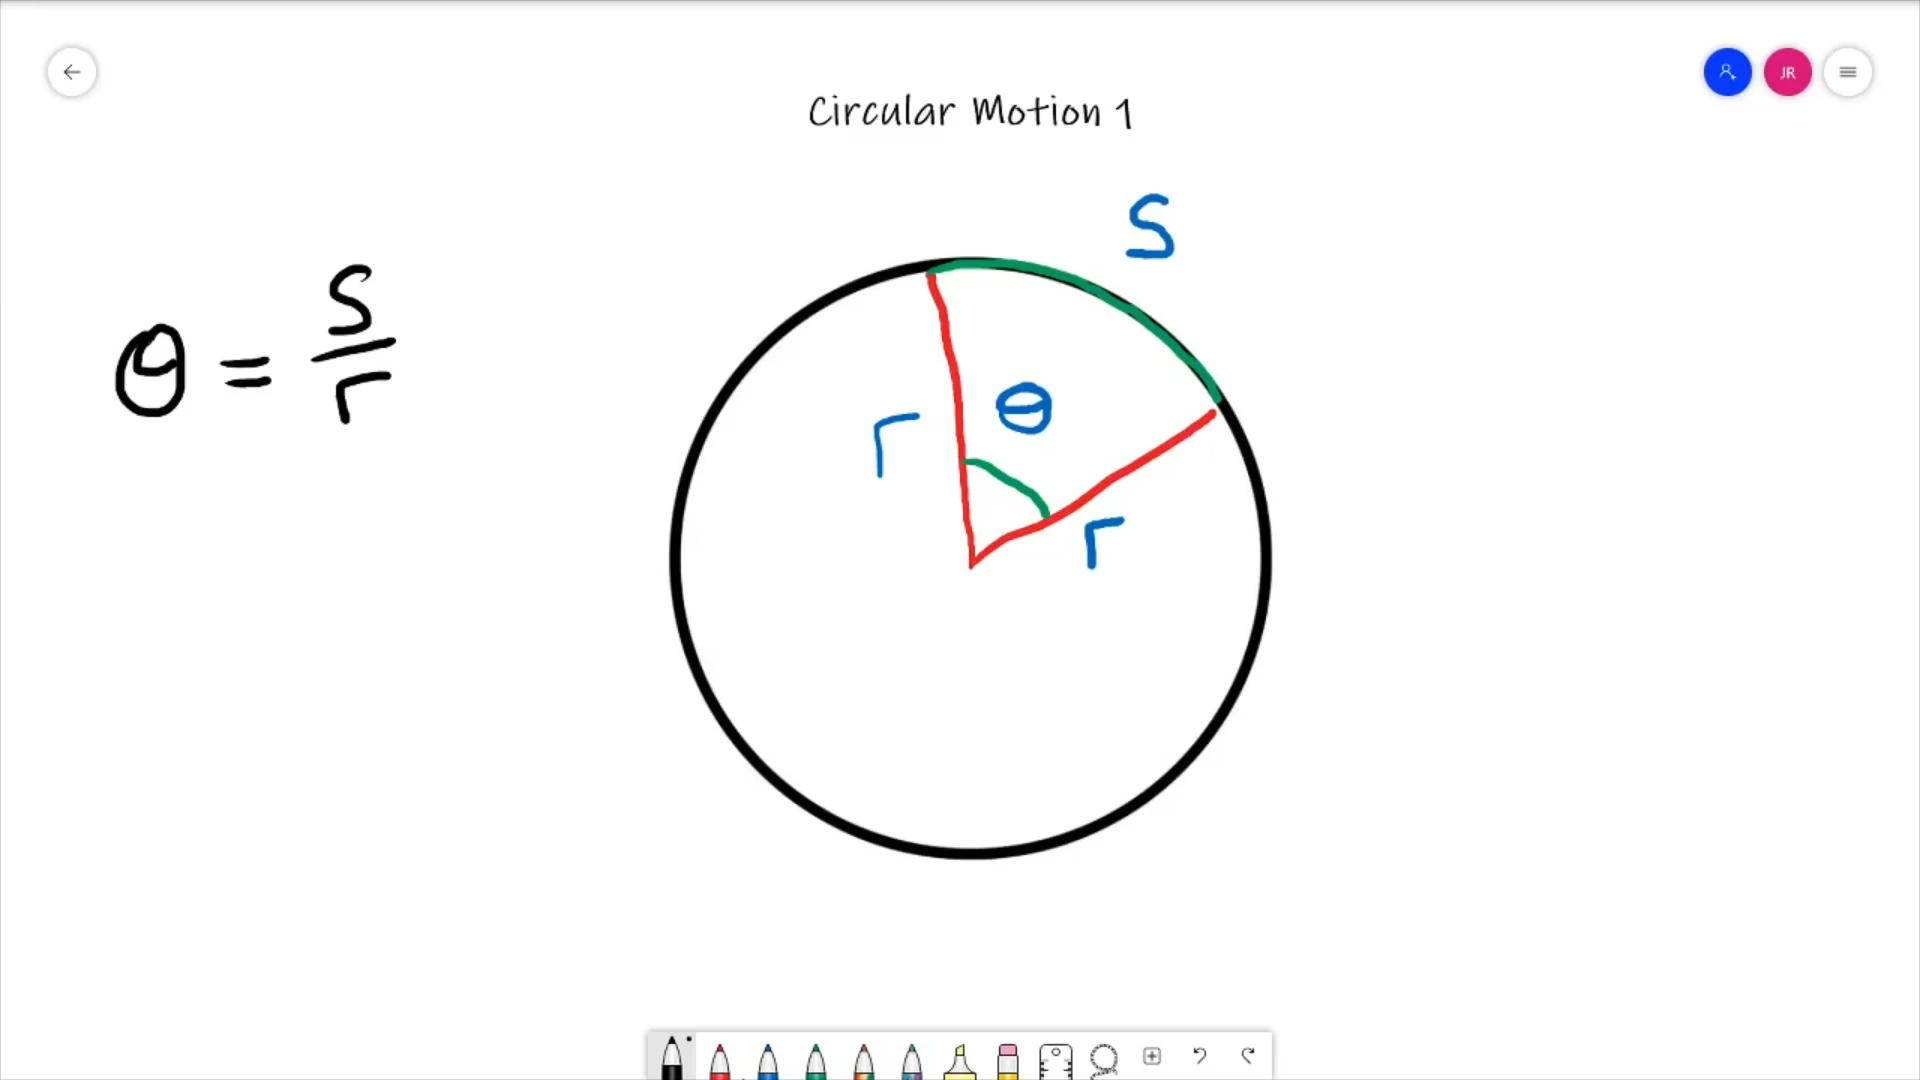 JR
Circular Motion 1
S
θ = S/r
θ
r
r